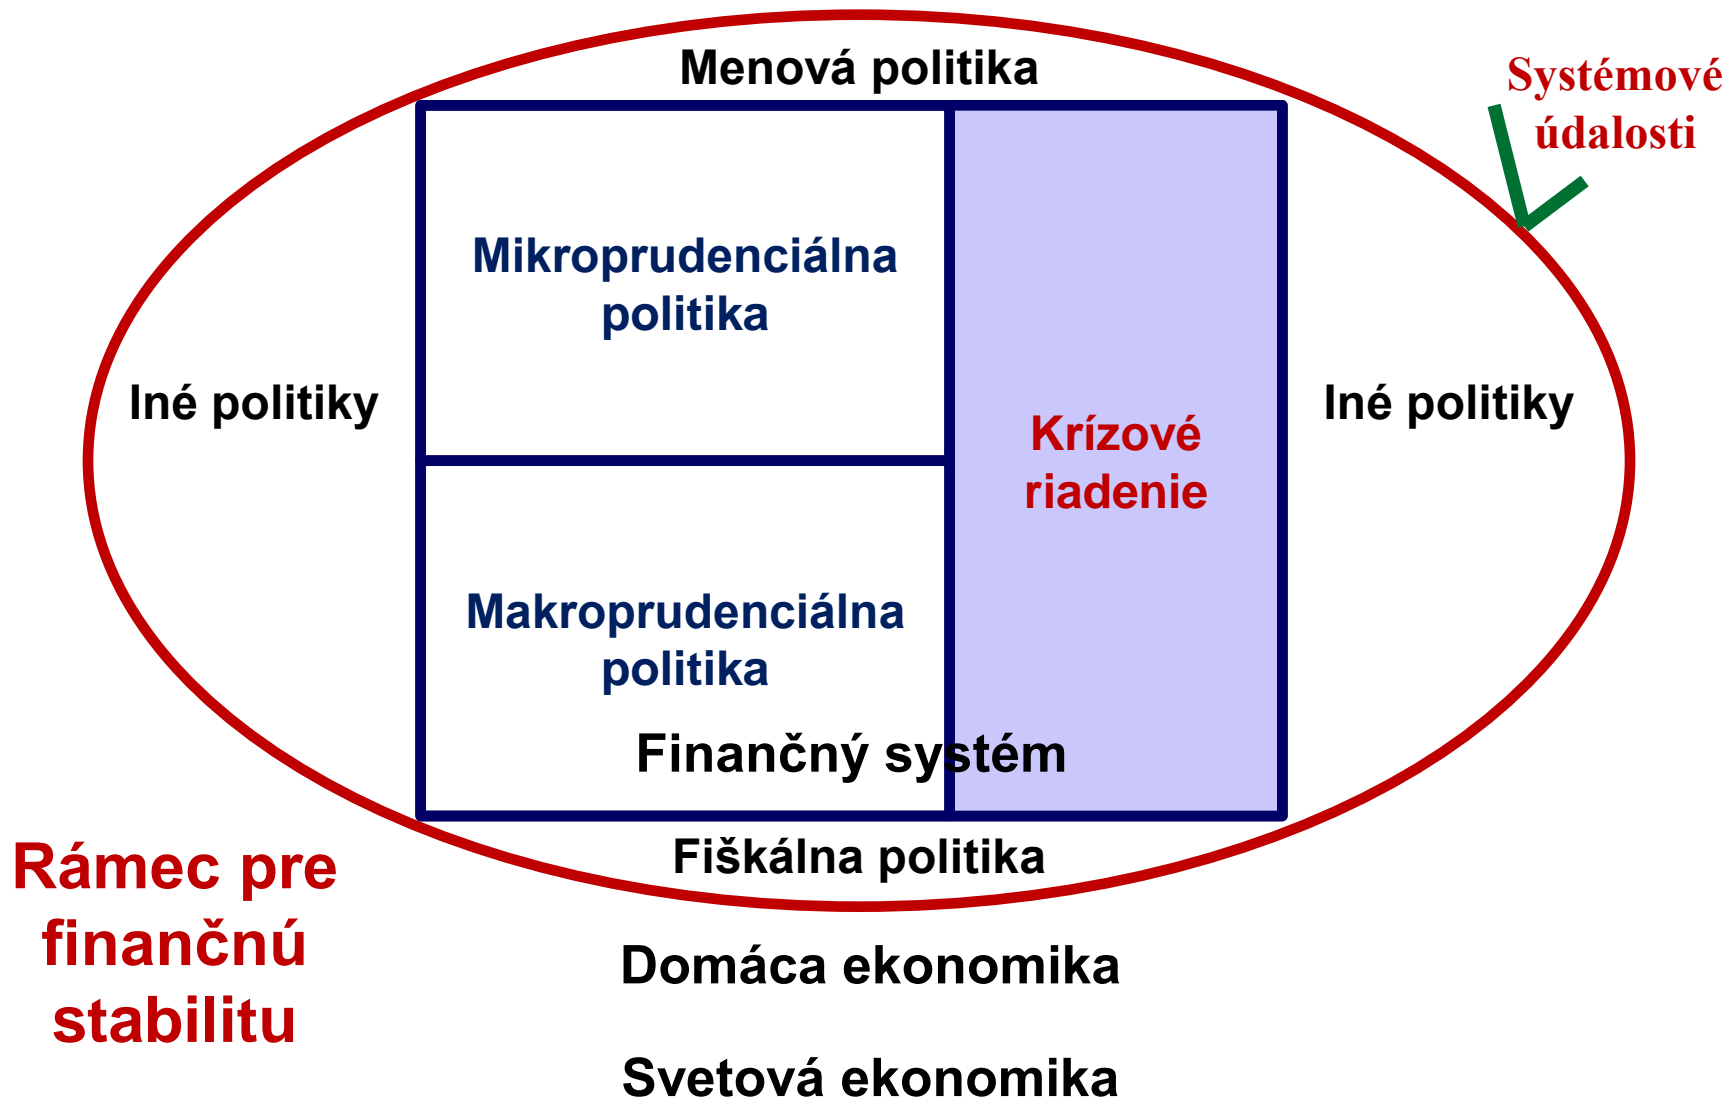 Menová politika
Systémové
údalosti
Mikroprudenciálna
politika
Iné politiky
Krízové
riadenie
Iné politiky
Makroprudenciálna
politika
Finančný systém
Fiškálna politika
Rámec pre
finančnú
stabilitu
Domáca ekonomika
Svetová ekonomika